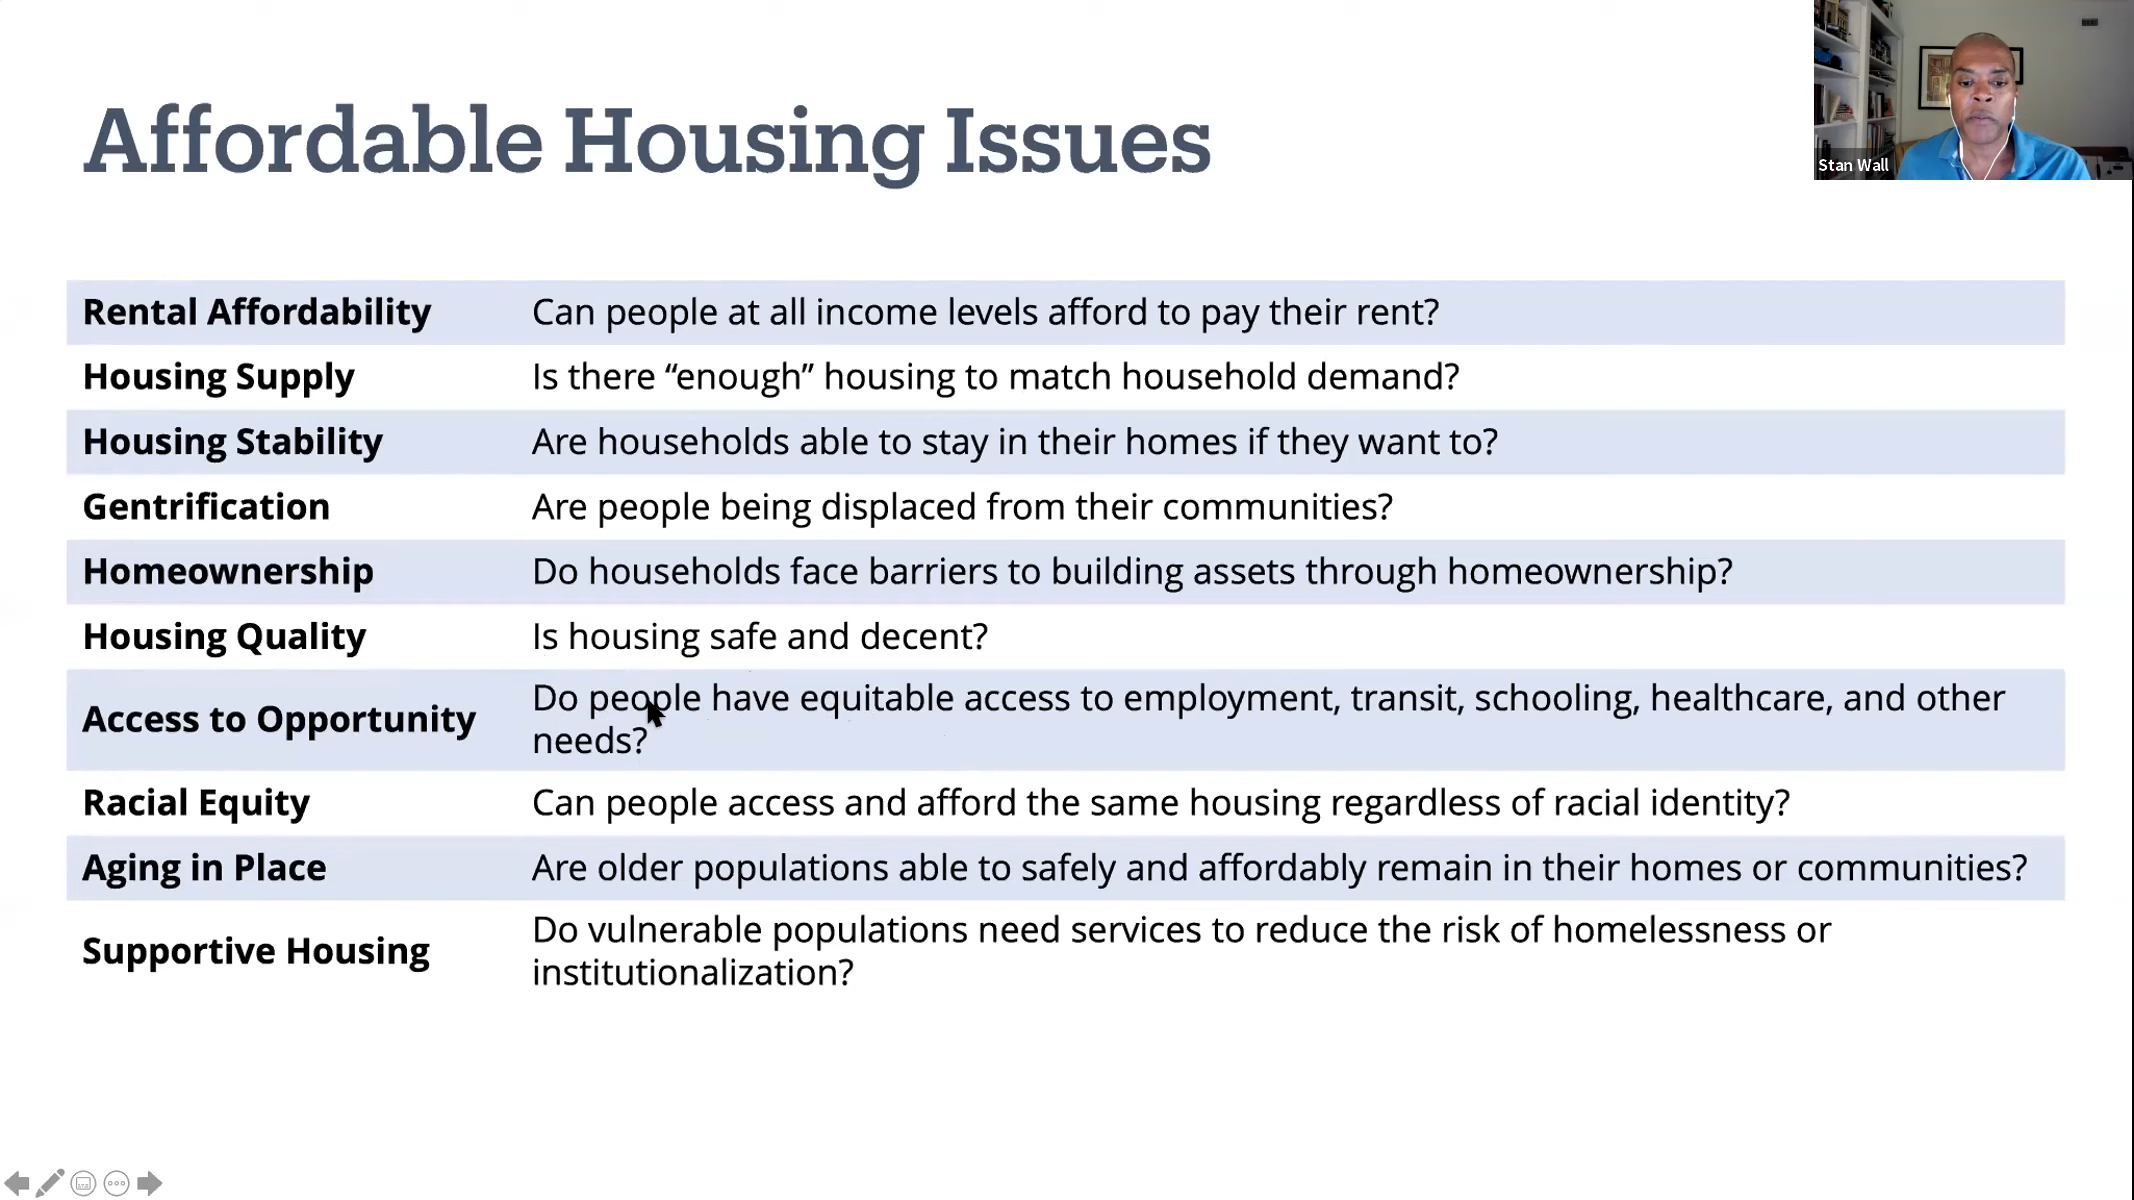 Affordable Housing Issues
Stan Wall
Rental Affordability Can people at all income levels afford to pay their rent?
Housing Supply Is there “enough” housing to match household demand?
Housing Stability Are households able to stay in their homes if they want to?
Gentrification Are people being displaced from their communities?
Homeownership Do households face barriers to building assets through homeownership?
Housing Quality Is housing safe and decent?
Access to Opportunity Do people have equitable access to employment, transit, schooling, healthcare, and other
needs?
Racial Equity Can people access and afford the same housing regardless of racial identity?
Aging in Place Are older populations able to safely and affordably remain in their homes or communities?
Supportive Housing Do vulnerable populations need services to reduce the risk of homelessness or
institutionalization?